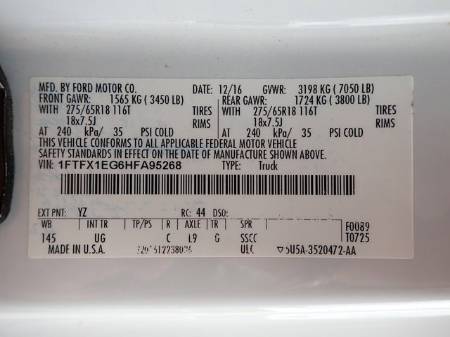 MFD. BY FORD MOTOR CO. 12/16 GVWR: 3198 KG ( 7050 LB)
FRONT GAWR: 1565 KG ( 3450 LB) REAR GAWR: 1724 KG ( 3800 LB)
WITH 275/65R18 116T TIRES WITH 275/65R18 116T TIRES
18x7.5J RIMS 18x7.5J RIMS
AT 240 kPa/ 35 PSI COLD AT 240 kPa/ 35 PSI COLD
THIS VEHICLE CONFORMS TO ALL APPLICABLE FEDERAL MOTOR VEHICLE
SAFETY STANDARDS IN EFFECT ON THE DATE OF MANUFACTURE SHOWN ABOVE.
VIN: 1FTFX1EG6HFA95268 TYPE: Truck
EXT PNT: YZ RC: 44 DSO:
WB INT TR TP/PS R AXLE TR SPR F0089
145 UG C L9 G SSCC T0725
MADE IN U.S.A. ULC 5U5A-3520472-AA